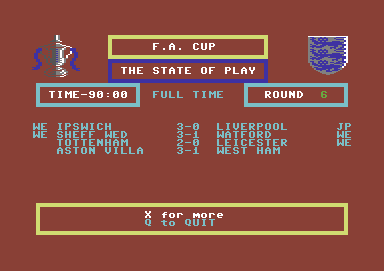 F.A. CUP
THE STATE OF PLAY
TIME-90:00 FULL TIME ROUND 6
WE IPSWICH 3-0 LIVERPOOL JP
WE SHEFF WED 3-1 WATFORD WE
TOTTENHAM 2-0 LEICESTER WE
ASTON VILLA 3-1 WEST HAM
X for more
Q to QUIT